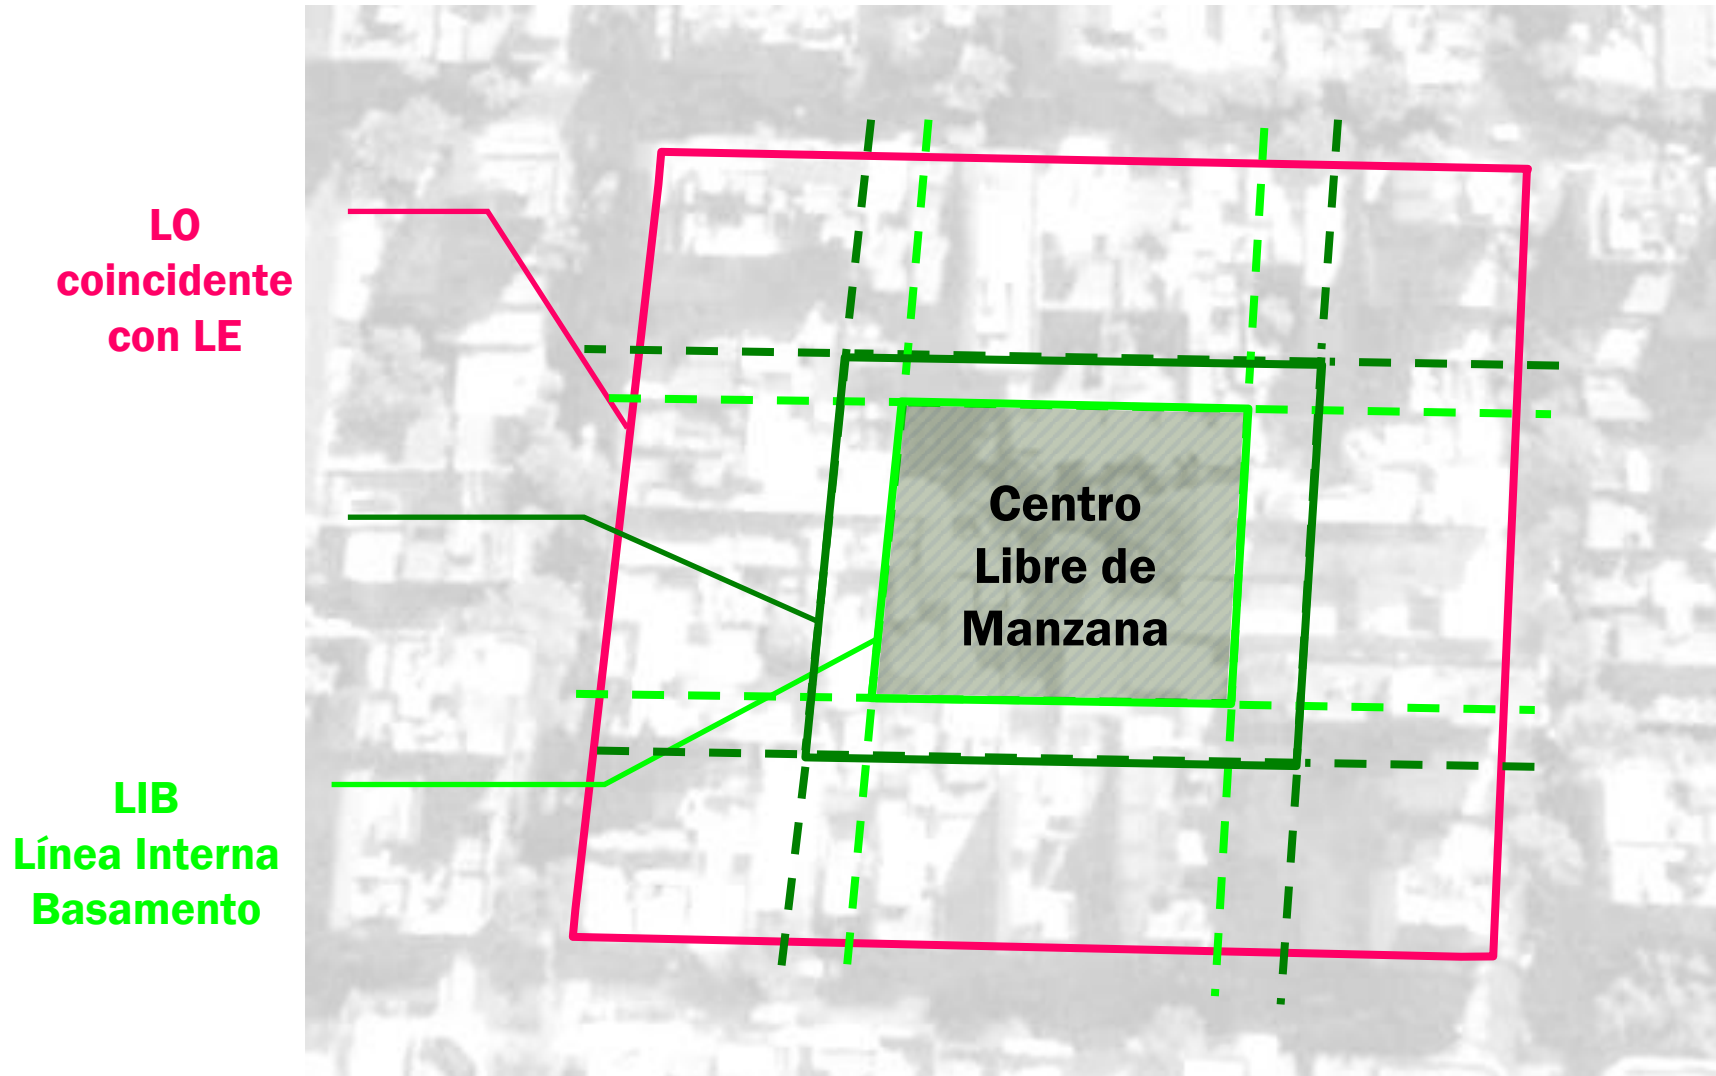 LO
coincidente
con LE
Centro
Libre de
Manzana
LIB
Línea Interna
Basamento